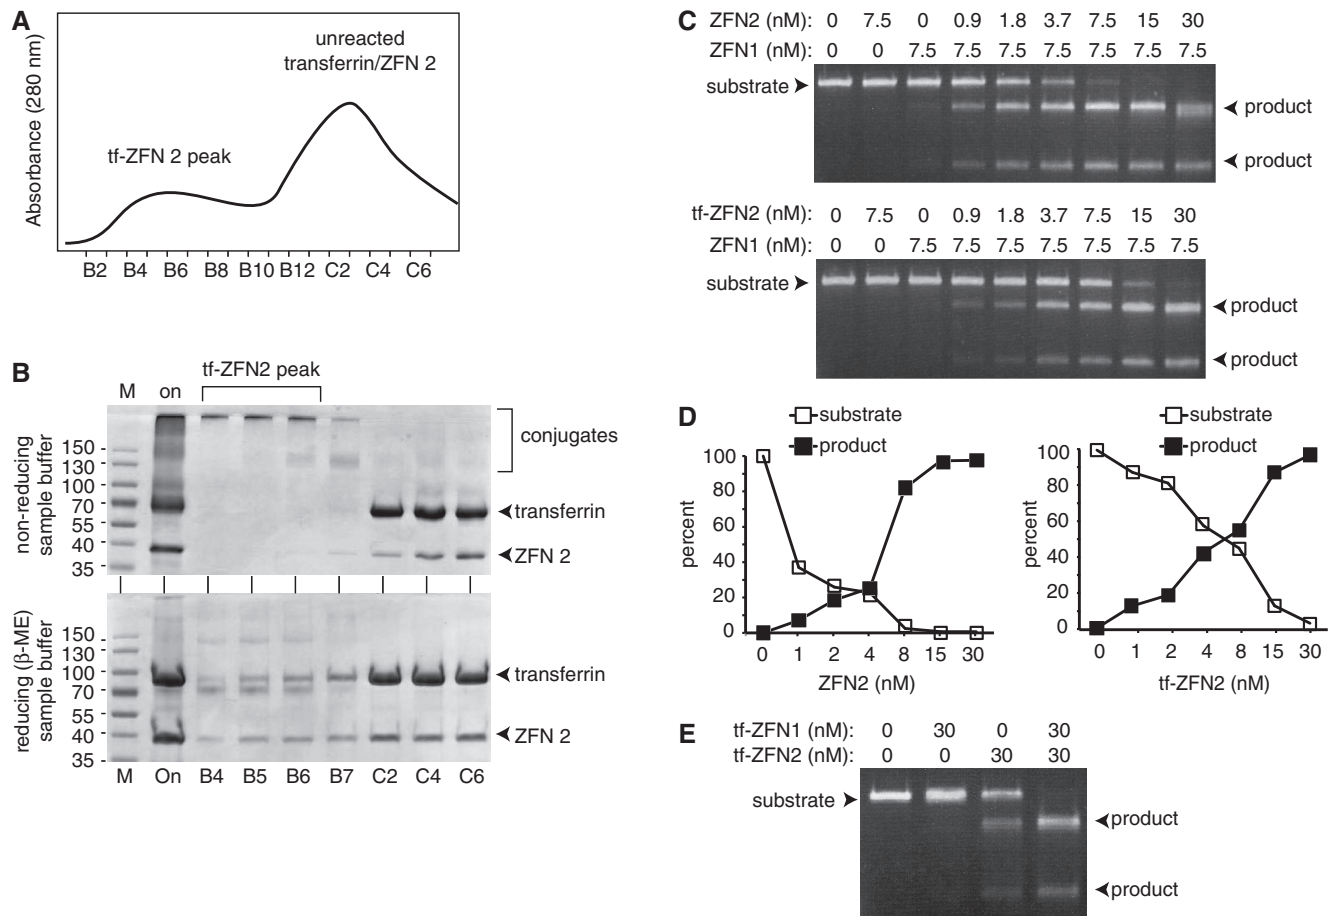 A
Absorbance (280 nm)
unreacted
transferrin/ZFN 2
tf-ZFN 2 peak
B2 B4 B6 B8 B10 B12 C2 C4 C6
B
tf-ZFN2 peak
M on
non-reducing
sample buffer
150
130
100
70
55
40
35
conjugates
transferrin
ZFN 2
reducing (β-ME)
sample buffer
150
130
100
70
55
40
35
transferrin
ZFN 2
M On B4 B5 B6 B7 C2 C4 C6
C
ZFN2 (nM): 0 7.5 0 0.9 1.8 3.7 7.5 15 30
ZFN1 (nM): 0 0 7.5 7.5 7.5 7.5 7.5 7.5 7.5
substrate
product
product
tf-ZFN2 (nM): 0 7.5 0 0.9 1.8 3.7 7.5 15 30
ZFN1 (nM): 0 0 7.5 7.5 7.5 7.5 7.5 7.5 7.5
substrate
product
product
D
substrate
product
percent
100
80
60
40
20
0
0 1 2 4 8 15 30
ZFN2 (nM)
substrate
product
percent
100
80
60
40
20
0
0 1 2 4 8 15 30
tf-ZFN2 (nM)
E
tf-ZFN1 (nM): 0 30 0 30
tf-ZFN2 (nM): 0 0 30 30
substrate
product
product